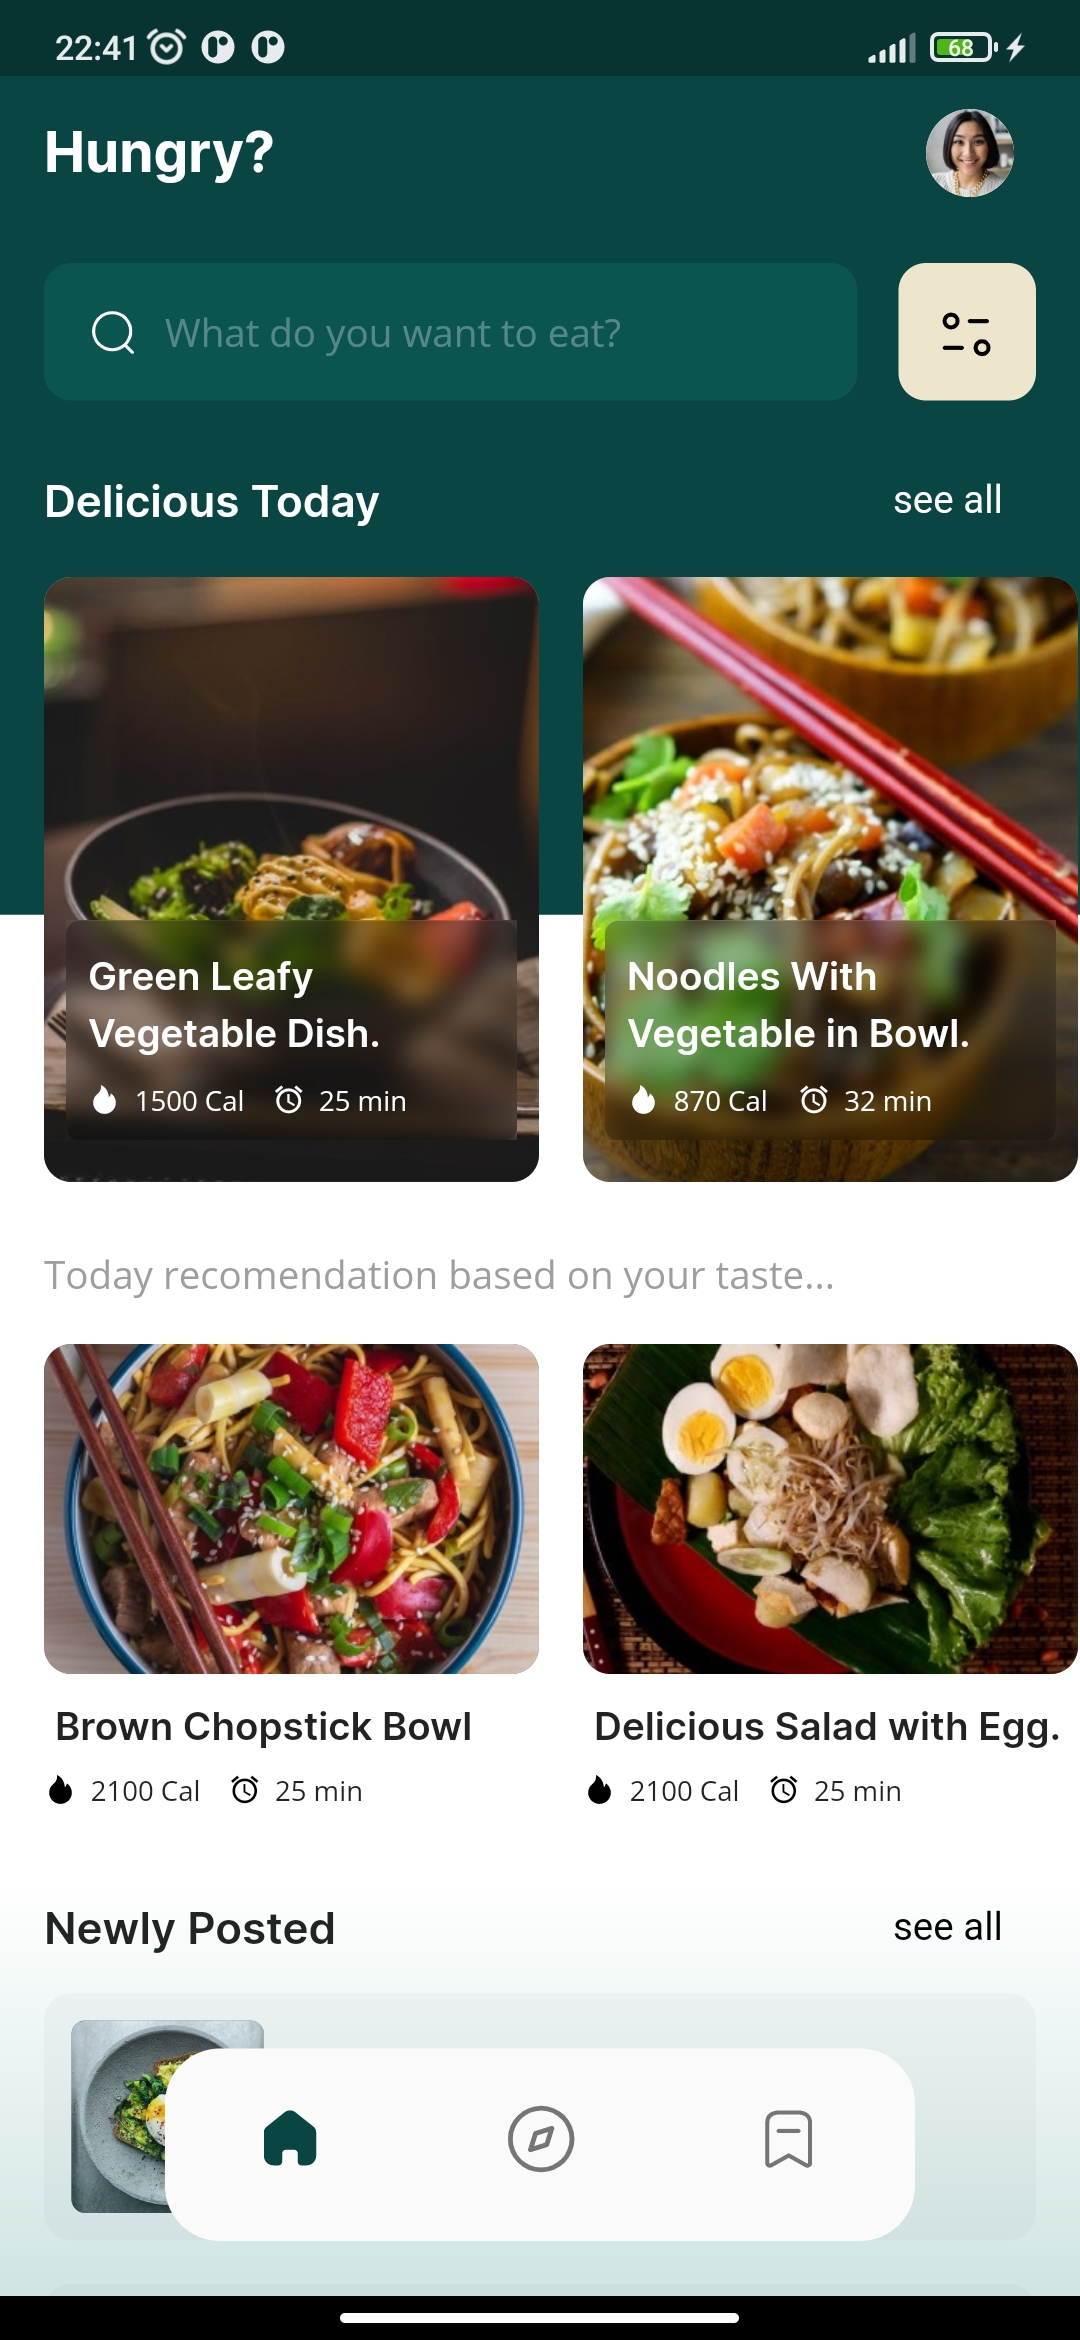 22:41
68
Hungry?
What do you want to eat?
Delicious Today
see all
Green Leafy
Vegetable Dish.
1500 Cal
25 min
Noodles With
Vegetable in Bowl.
870 Cal
32 min
Today recomendation based on your taste...
Brown Chopstick Bowl
2100 Cal
25 min
Delicious Salad with Egg.
2100 Cal
25 min
Newly Posted
see all